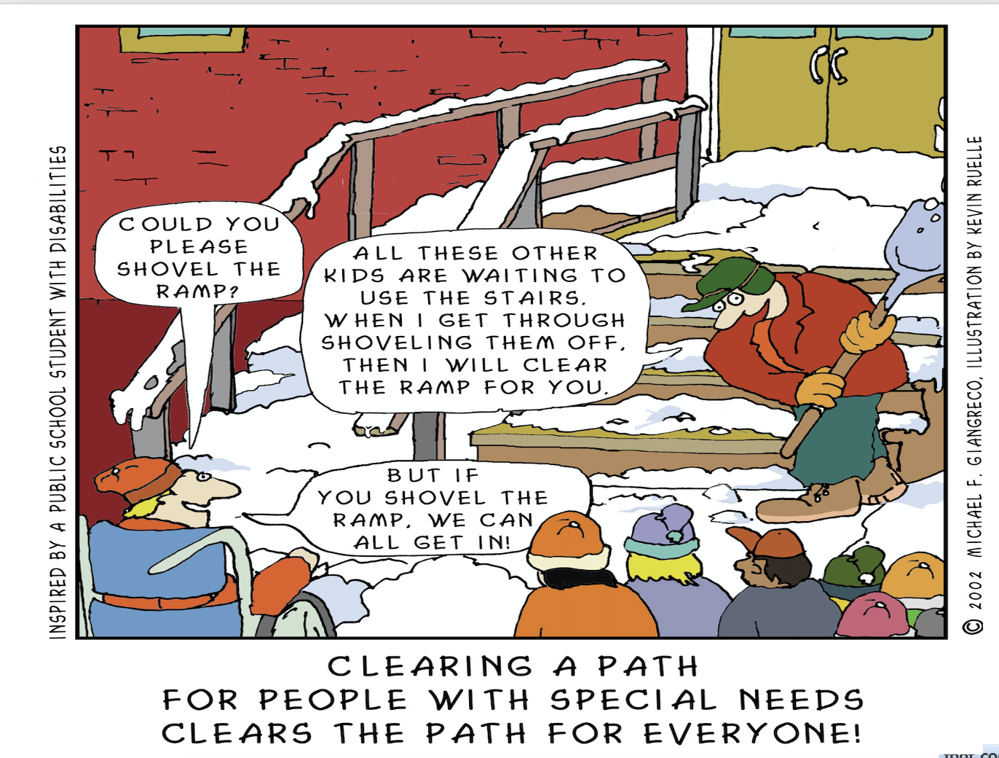 COULD YOU
PLEASE
SHOVEL THE
RAMP?
ALL THESE OTHER
KIDS ARE WAITING TO
USE THE STAIRS.
WHEN I GET THROUGH
SHOVELING THEM OFF,
THEN I WILL CLEAR
THE RAMP FOR YOU.
BUT IF
YOU SHOVEL THE
RAMP, WE CAN
ALL GET IN!
INSPIRED BY A PUBLIC SCHOOL STUDENT WITH DISABILITIES
© 2002 MICHAEL F. GIANGRECO, ILLUSTRATION BY KEVIN RUELLE
CLEARING A PATH
FOR PEOPLE WITH SPECIAL NEEDS
CLEARS THE PATH FOR EVERYONE!